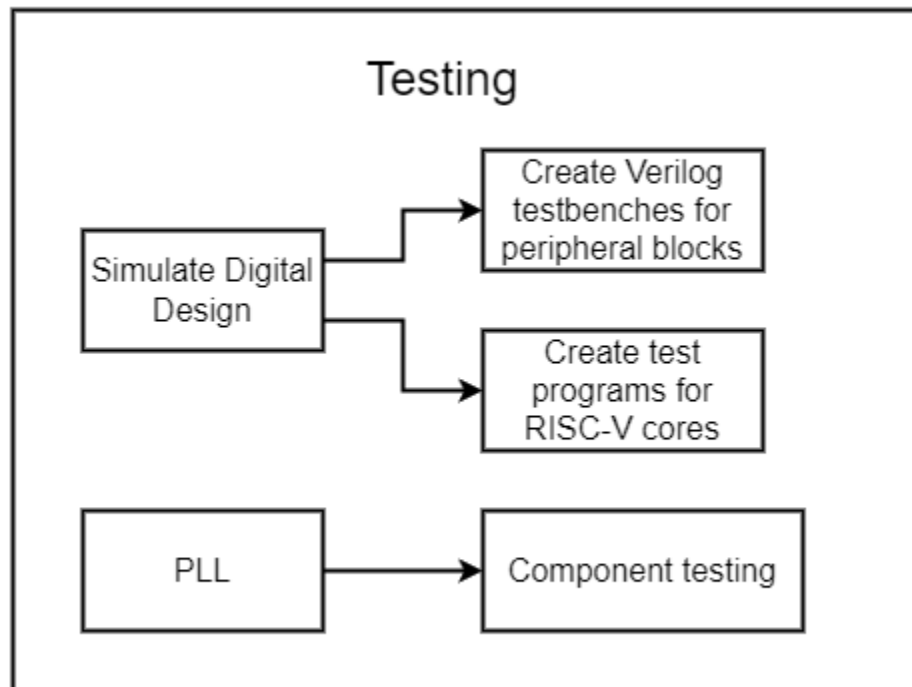 Testing
Create Verilog
testbenches for
peripheral blocks
Simulate Digital
Design
Create test
programs for
RISC-V cores
PLL
Component testing